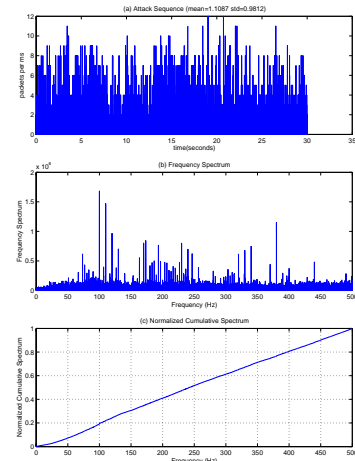 (a) Attack Sequence (mean=1.1087 std=0.9812)
packets per ms
12
10
8
6
4
2
0
0 5 10 15 20 25 30 35
time(seconds)
(b) Frequency Spectrum
Frequency Spectrum
2
1.5
1
0.5
0
0 50 100 150 200 250 300 350 400 450 500
Frequency (Hz)
(c) Normalized Cumulative Spectrum
Normalized Cumulative Spectrum
1
0.8
0.6
0.4
0.2
0
0 50 100 150 200 250 300 350 400 450 500
Frequency (Hz)